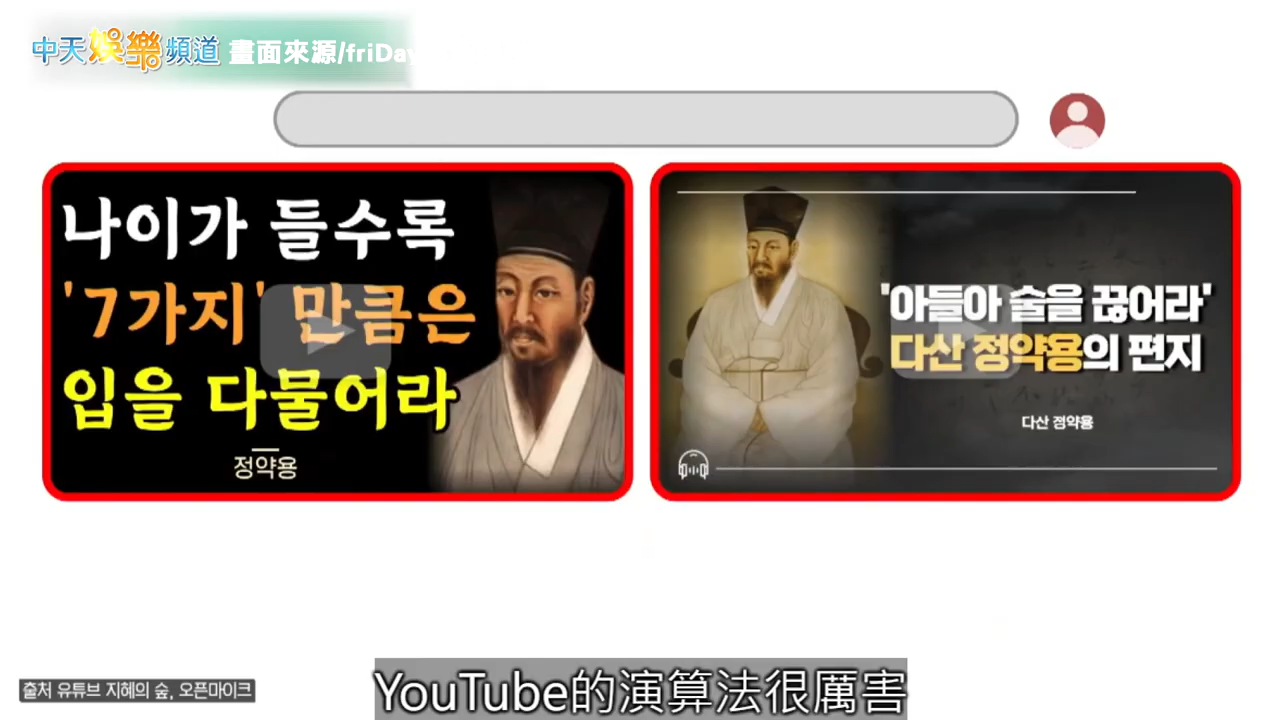 中天娛樂頻道 畫面來源/friDay
나이가 들수록
'7가지' 만큼은
입을 다물어라
정약용
'아들아 술을 끊어라'
다산 정약용의 편지
다산 정약용
출처 유튜브 지혜의 숲, 오픈마이크
YouTube的演算法很厲害